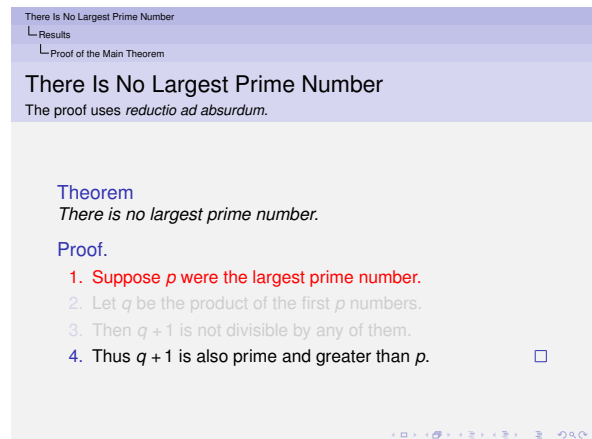 There Is No Largest Prime Number
Results
Proof of the Main Theorem
There Is No Largest Prime Number
The proof uses reductio ad absurdum.
Theorem
There is no largest prime number.
Proof.
1. Suppose p were the largest prime number.
2. Let q be the product of the first p numbers.
3. Then q + 1 is not divisible by any of them.
4. Thus q + 1 is also prime and greater than p. □